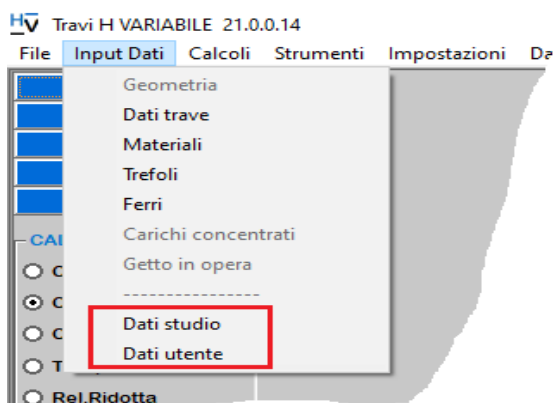 HV Travi H VARIABILE 21.0.0.14
File Input Dati Calcoli Strumenti Impostazioni
Geometria
Dati trave
Materiali
Trefoli
Ferri
Carichi concentrati
Getto in opera
----------------
Dati studio
Dati utente
Rel.Ridotta